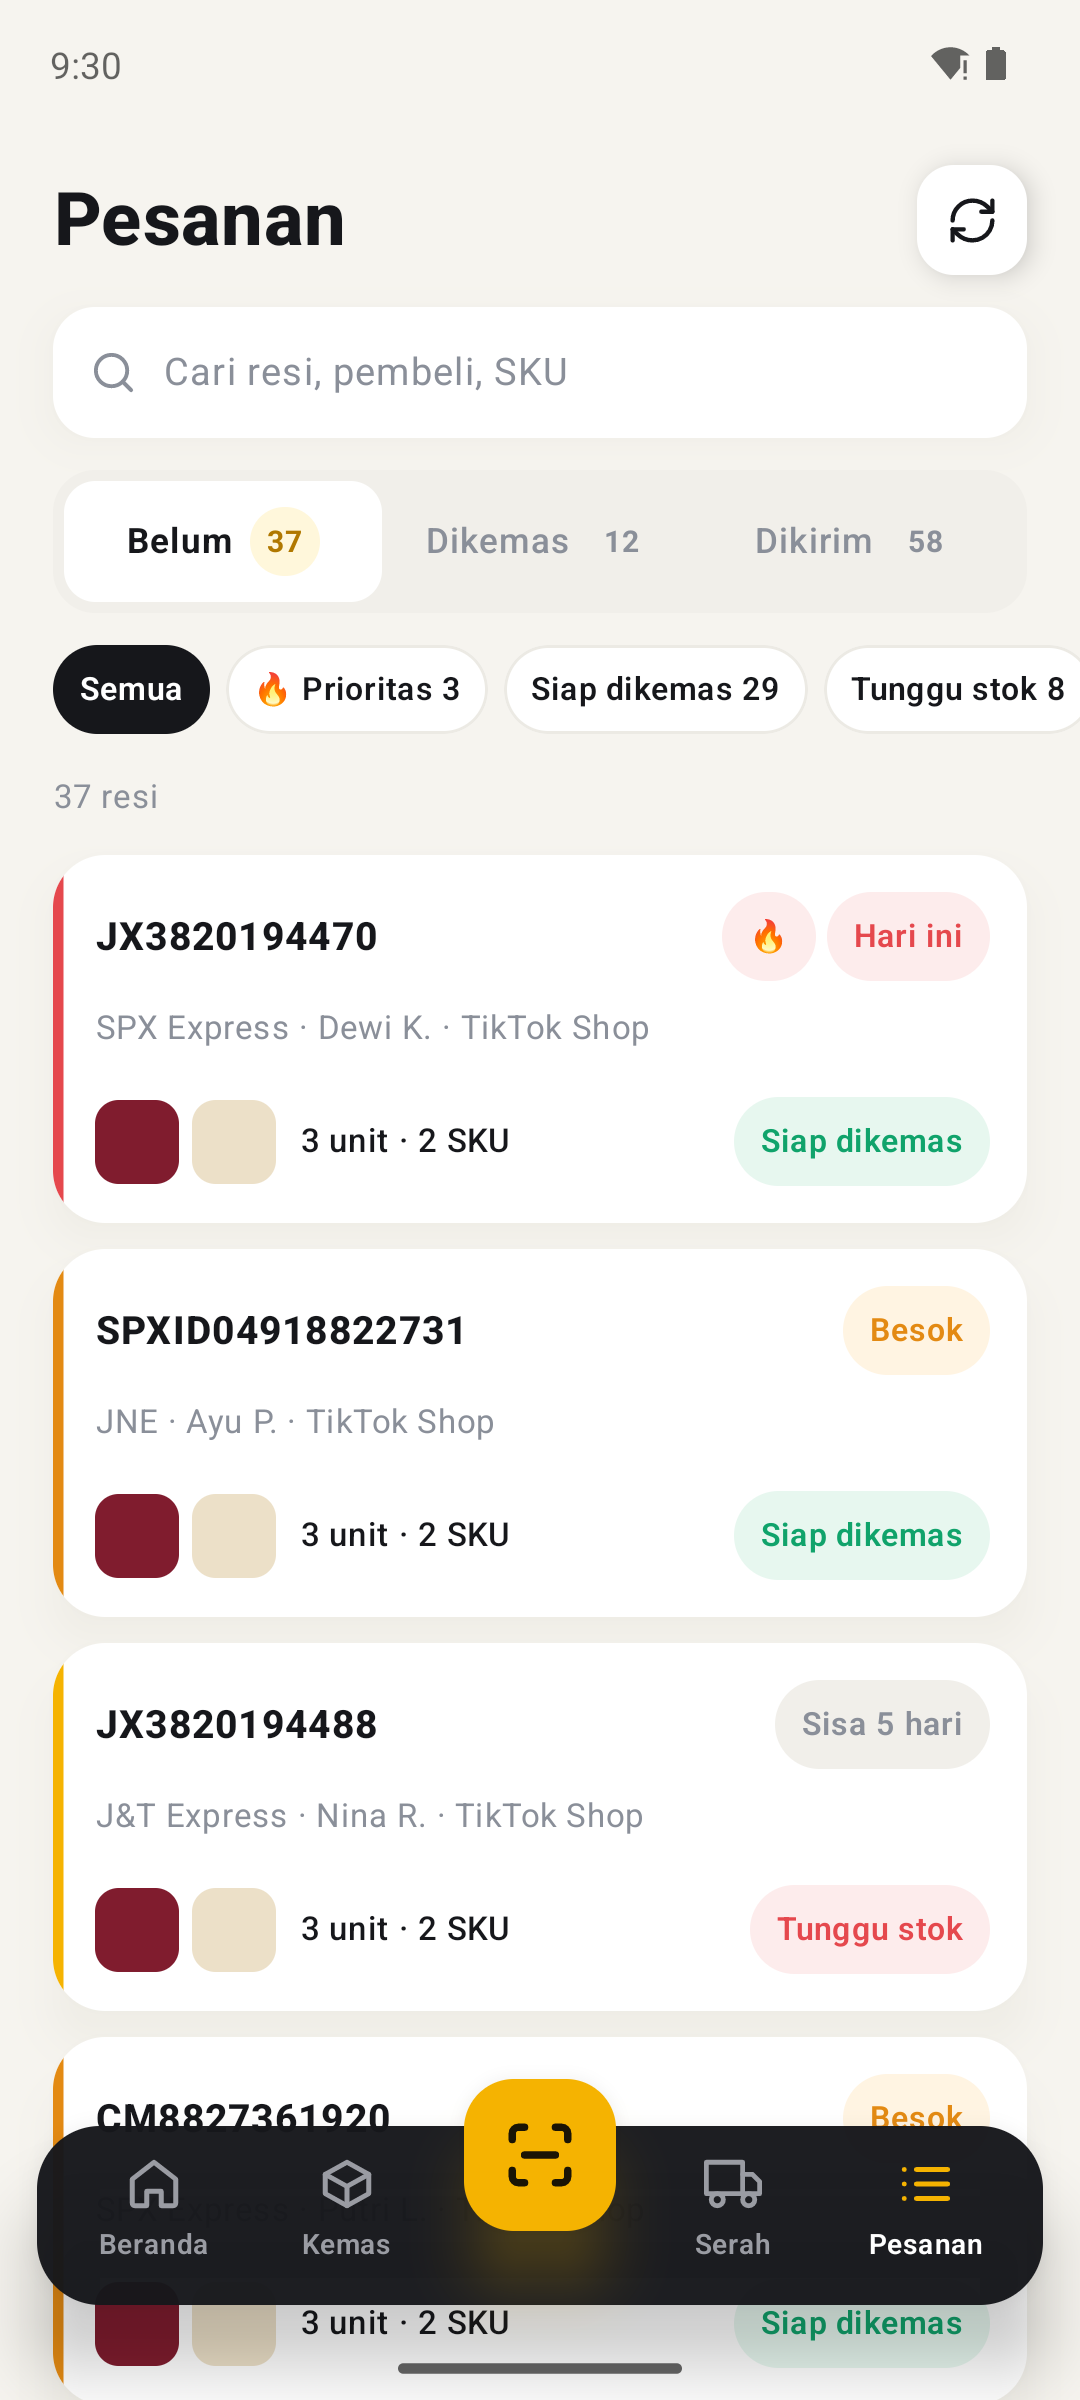 9:30
Pesanan
Cari resi, pembeli, SKU
Belum 37 Dikemas 12 Dikirim 58
Semua 🔥 Prioritas 3 Siap dikemas 29 Tunggu stok 8
37 resi
JX3820194470 🔥 Hari ini
SPX Express · Dewi K. · TikTok Shop
3 unit · 2 SKU Siap dikemas
SPXID04918822731 Besok
JNE · Ayu P. · TikTok Shop
3 unit · 2 SKU Siap dikemas
JX3820194488 Sisa 5 hari
J&T Express · Nina R. · TikTok Shop
3 unit · 2 SKU Tunggu stok
CM8827361920 Besok
Beranda Kemas Serah Pesanan
3 unit · 2 SKU Siap dikemas